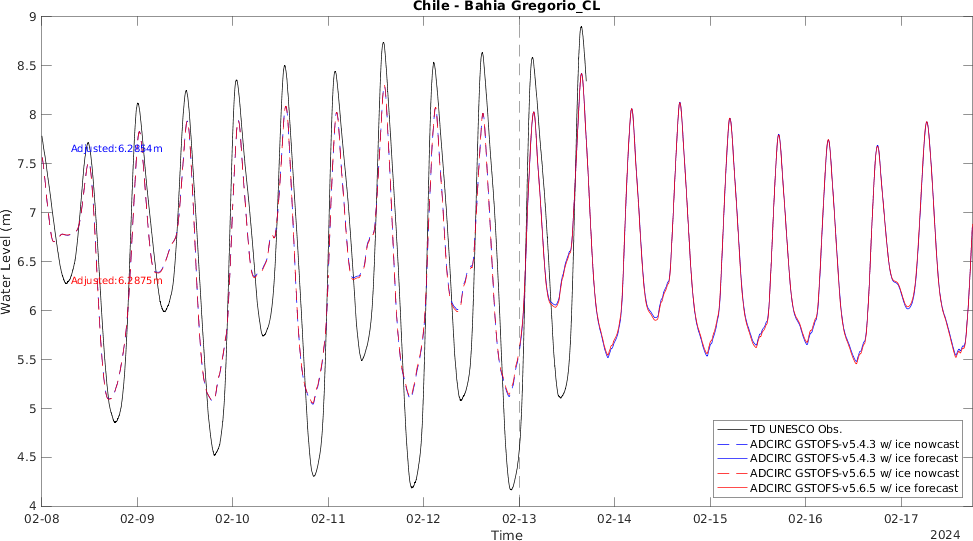 Chile - Bahia Gregorio_CL
9
8.5
8
7.5
7
6.5
6
5.5
5
4.5
4
Water Level (m)
Adjusted:6.2854m
Adjusted:6.2875m
TD UNESCO Obs.
ADCIRC GSTOFS-v5.4.3 w/ ice nowcast
ADCIRC GSTOFS-v5.4.3 w/ ice forecast
ADCIRC GSTOFS-v5.6.5 w/ ice nowcast
ADCIRC GSTOFS-v5.6.5 w/ ice forecast
02-08 02-09 02-10 02-11 02-12 02-13 02-14 02-15 02-16 02-17
Time
2024